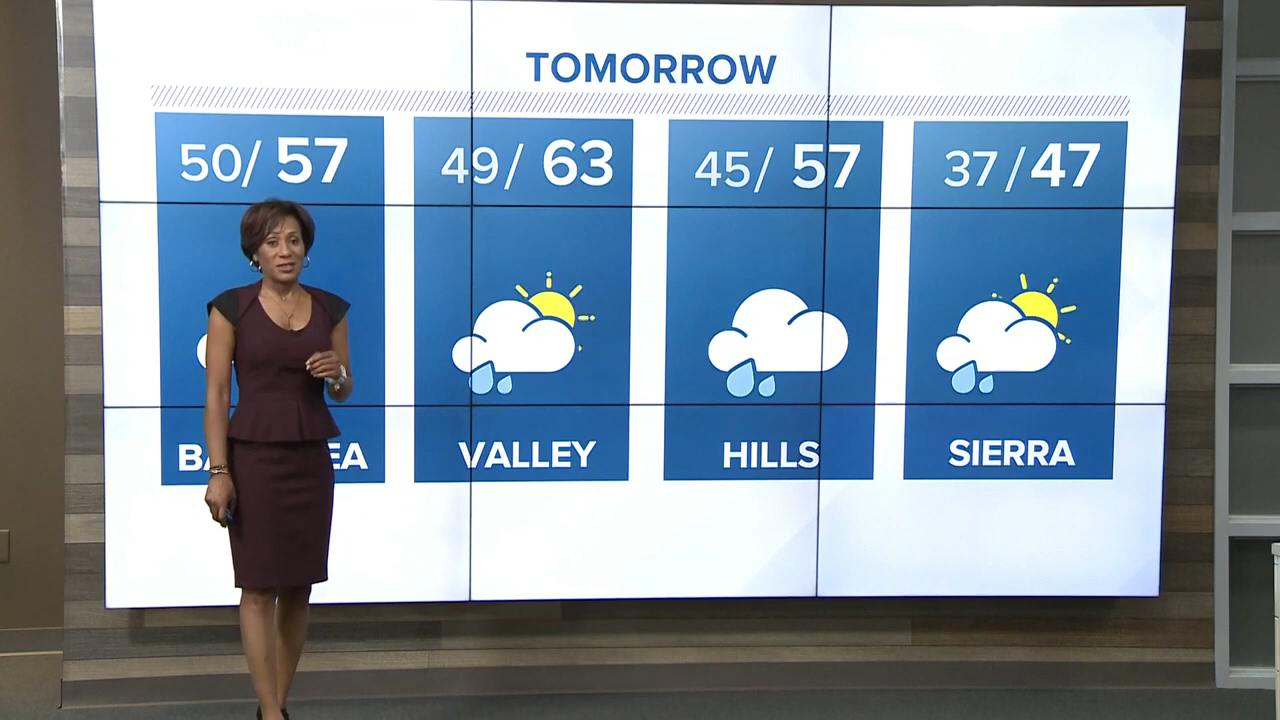 TOMORROW
50/ 57
49/ 63
45/ 57
37/47
VALLEY
HILLS
SIERRA